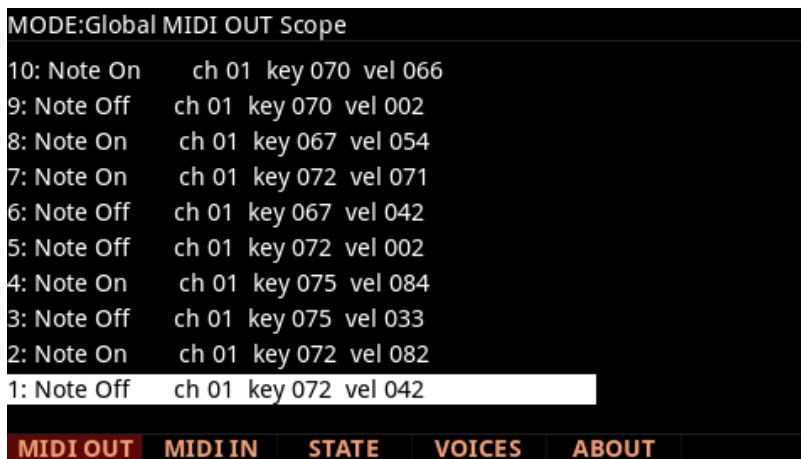 MODE:Global MIDI OUT Scope
10: Note On ch 01 key 070 vel 066
9: Note Off ch 01 key 070 vel 002
8: Note On ch 01 key 067 vel 054
7: Note On ch 01 key 072 vel 071
6: Note Off ch 01 key 067 vel 042
5: Note Off ch 01 key 072 vel 002
4: Note On ch 01 key 075 vel 084
3: Note Off ch 01 key 075 vel 033
2: Note On ch 01 key 072 vel 082
1: Note Off ch 01 key 072 vel 042
MIDI OUT MIDI IN STATE VOICES ABOUT